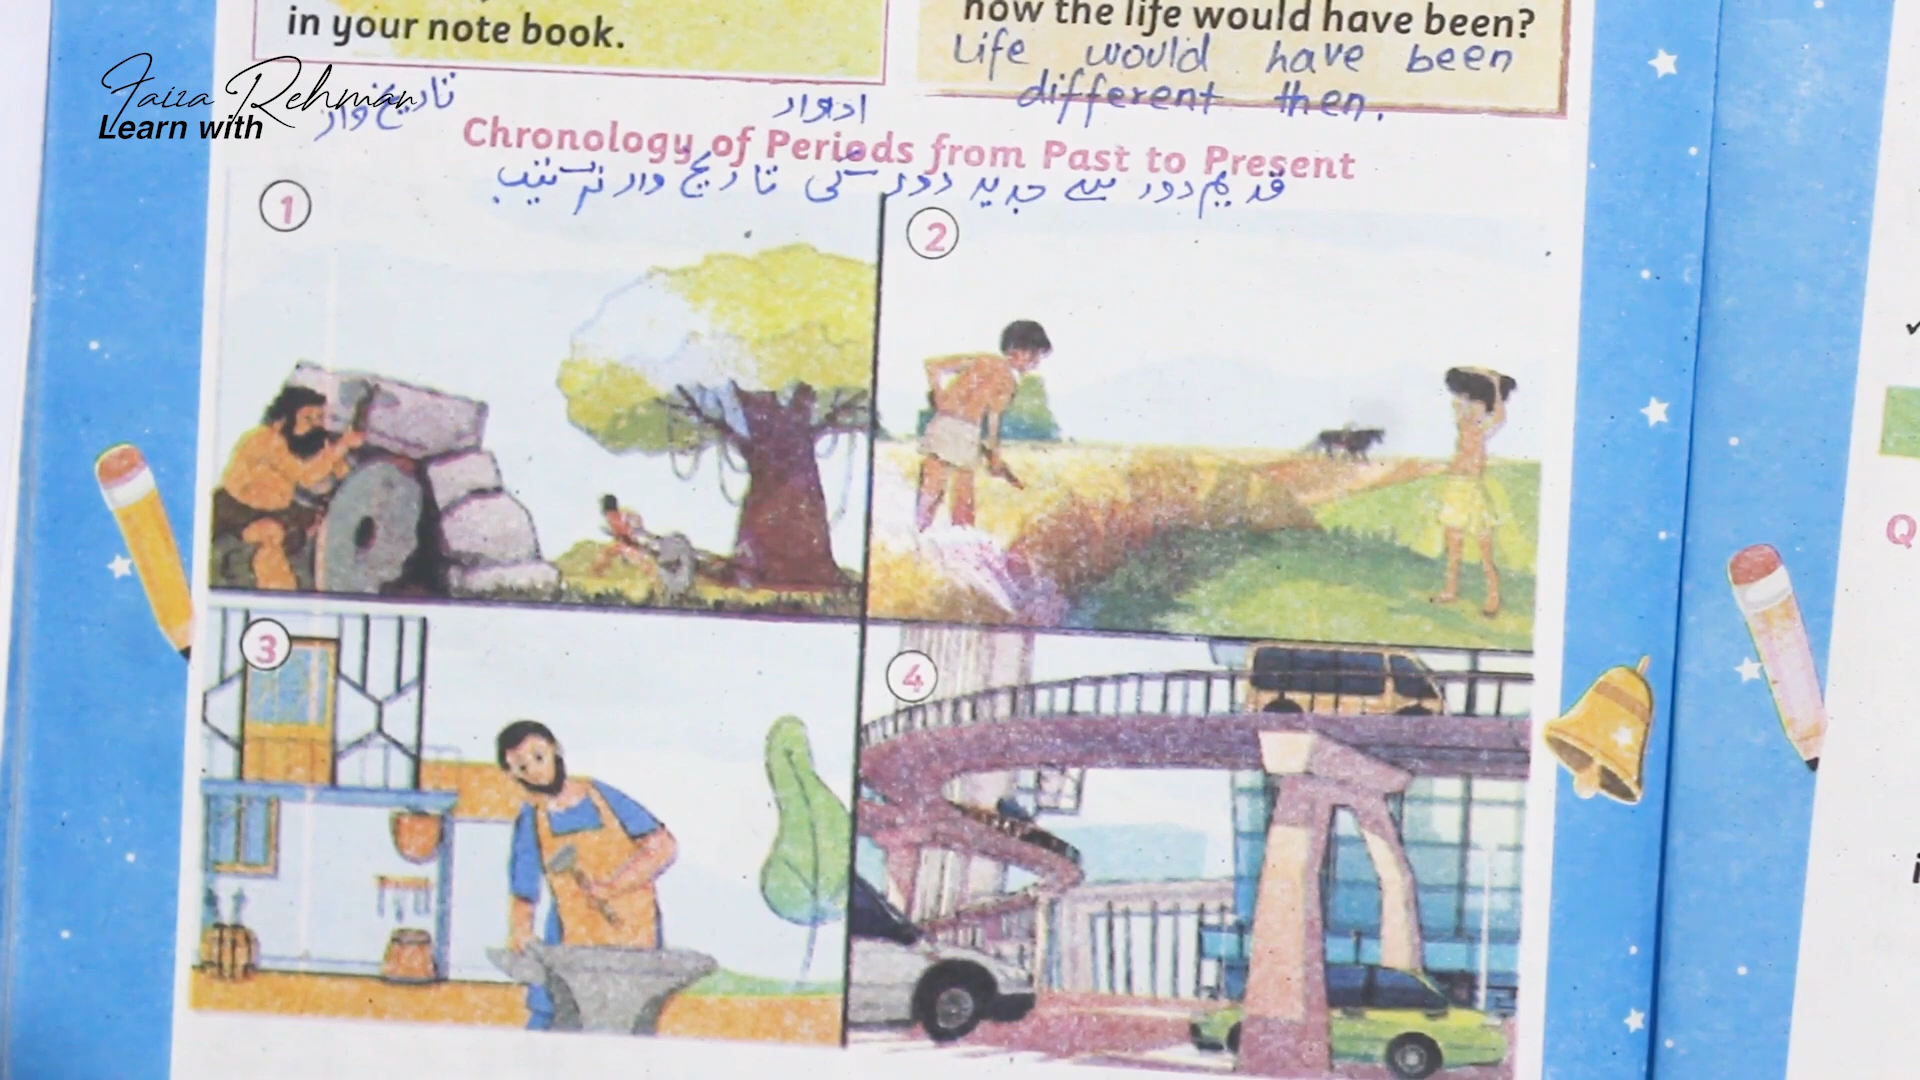 in your note book.
how the life would have been?
Life would have been
different then.
Faiza Rehman
Learn with
تاریخ وار
ادوار
Chronology of Periods from Past to Present
قدیم دور سے جدید دور تک کی تاریخ وار ترتیب
1
2
3
4
Q